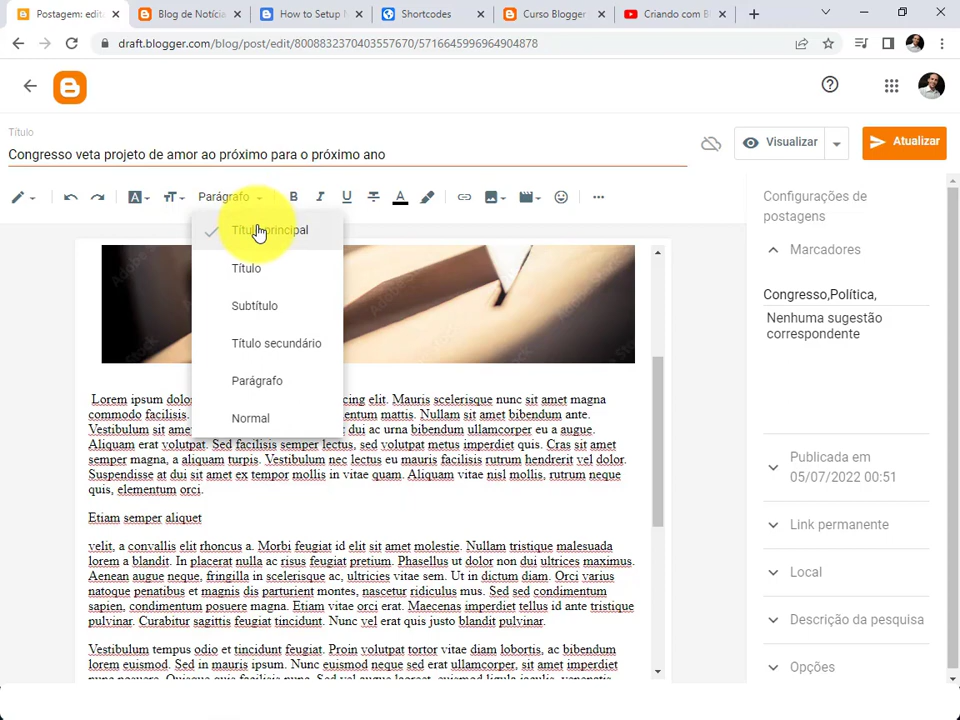 Postagem: edit
Blog de Notícia
How to Setup N
Shortcodes
Curso Blogger
Criando com B
draft.blogger.com/blog/post/edit/8008832370403557670/5716645996964904878
Título
Congresso veta projeto de amor ao próximo para o próximo ano
Visualizar
Atualizar
Parágrafo
B
I
U
S
A
Título principal
Título
Subtítulo
Título secundário
Parágrafo
Normal
Adobe Stock
Lorem ipsum dolo cing elit. Mauris scelerisque nunc sit amet magna
commodo facilisis. entum mattis. Nullam sit amet bibendum ante.
Vestibulum sit ame dui ac urna bibendum ullamcorper eu a augue.
Aliquam erat volutpat. Sed facilisis semper lectus, sed volutpat metus imperdiet quis. Cras sit amet
semper magna, a aliquam turpis. Vestibulum nec lectus eu mauris facilisis rutrum hendrerit vel dolor.
Suspendisse at dui sit amet ex tempor mollis in vitae quam. Aliquam vitae nisl mollis, rutrum neque
quis, elementum orci.
Etiam semper aliquet
velit, a convallis elit rhoncus a. Morbi feugiat id elit sit amet molestie. Nullam tristique malesuada
lorem a blandit. In placerat nulla ac risus feugiat pretium. Phasellus ut dolor non dui ultrices maximus.
Aenean augue neque, fringilla in scelerisque ac, ultricies vitae sem. Ut in dictum diam. Orci varius
natoque penatibus et magnis dis parturient montes, nascetur ridiculus mus. Sed sed condimentum
sapien, condimentum posuere magna. Etiam vitae orci erat. Maecenas imperdiet tellus id ante tristique
pulvinar. Curabitur sagittis feugiat tincidunt. Nunc vel erat quis justo blandit pulvinar.
Vestibulum tempus odio et tincidunt feugiat. Proin volutpat tortor vitae diam lobortis, ac bibendum
lorem euismod. Sed in mauris ipsum. Nunc euismod neque sed erat ullamcorper, sit amet imperdiet
Configurações de
postagens
Marcadores
Congresso,Política,
Nenhuma sugestão
correspondente
Publicada em
05/07/2022 00:51
Link permanente
Local
Descrição da pesquisa
Opções